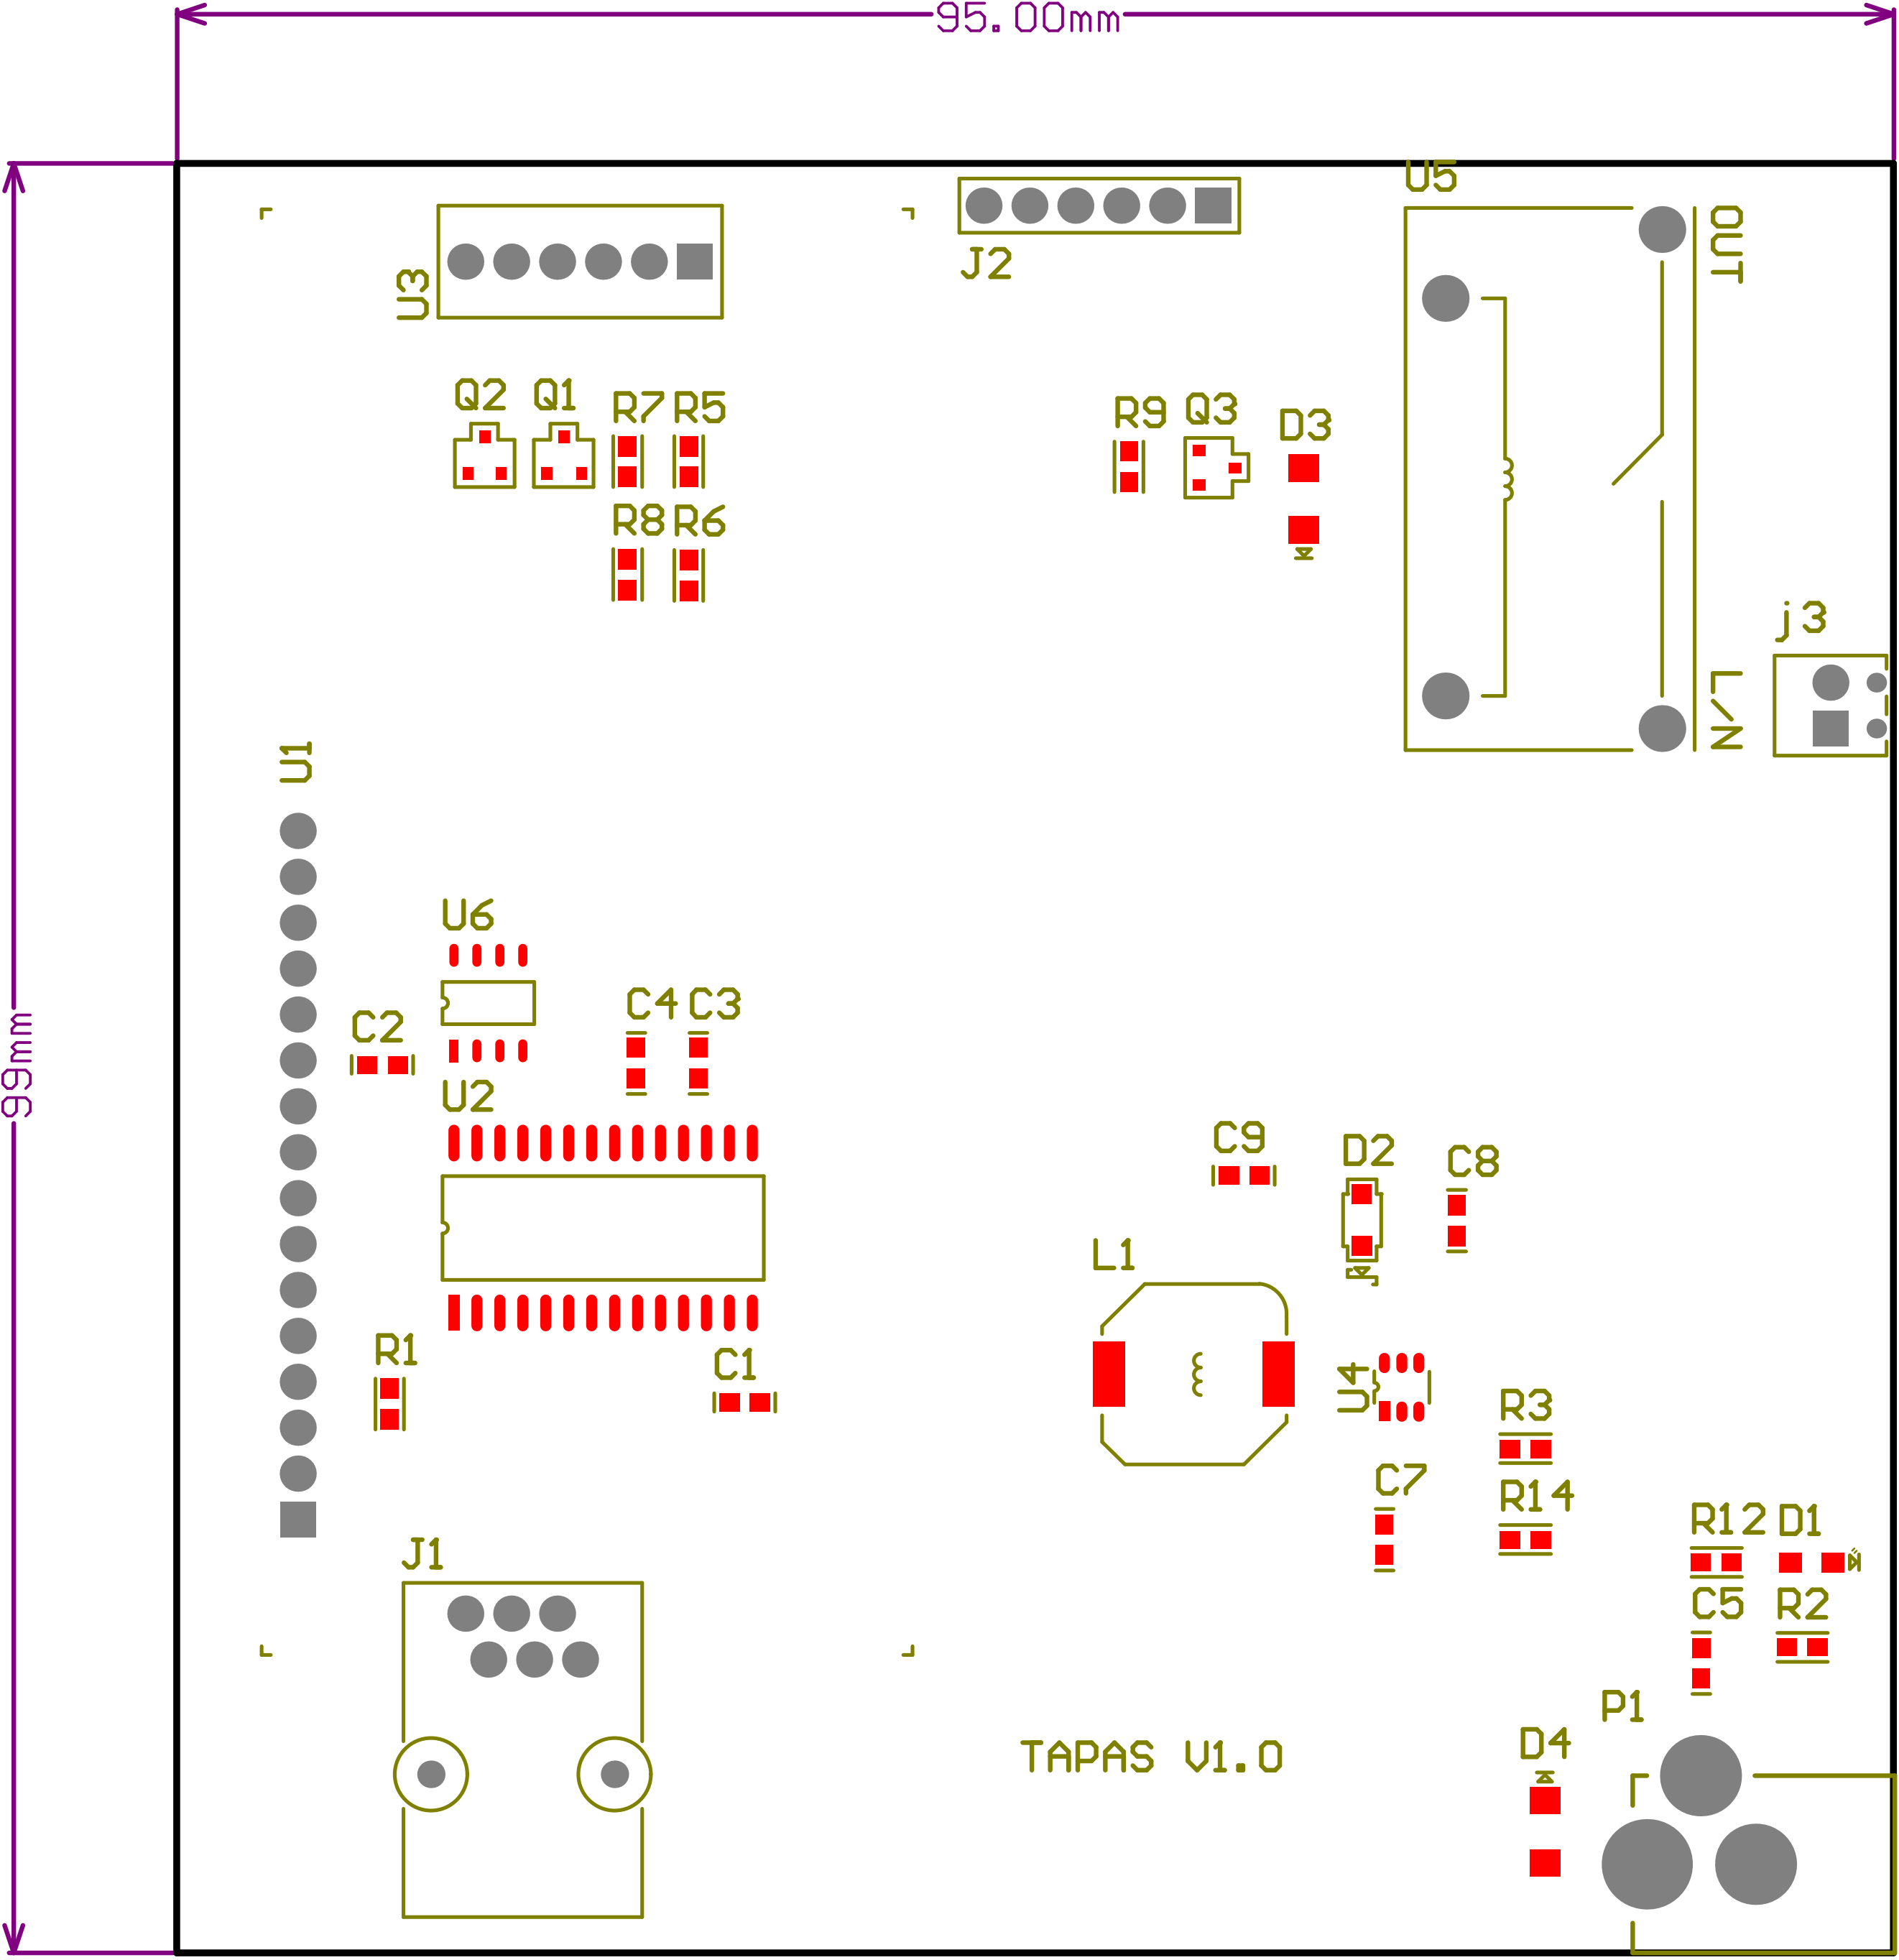 95.00mm
U5
OUT
J2
U3
Q2 Q1 R7 R5
R9 Q3 D3
R8 R6
j3
N/L
U1
U6
C4 C3
C2
U2
C9 D2 C8
L1
R1
C1
U4
R3
C7
R14
99mm
R12 D1
J1
C5 R2
P1
D4
TAPAS V1.0